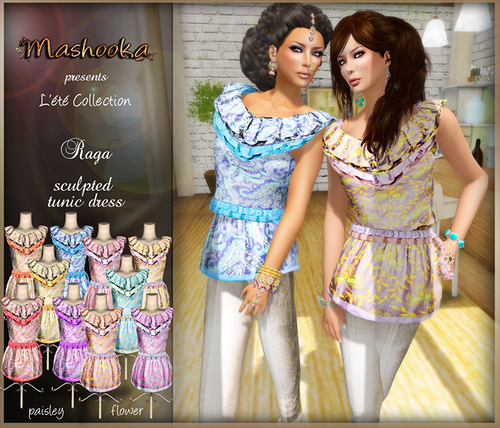 Mashooka
presents
L'été Collection
Raga
sculpted
tunic dress
paisley
flower